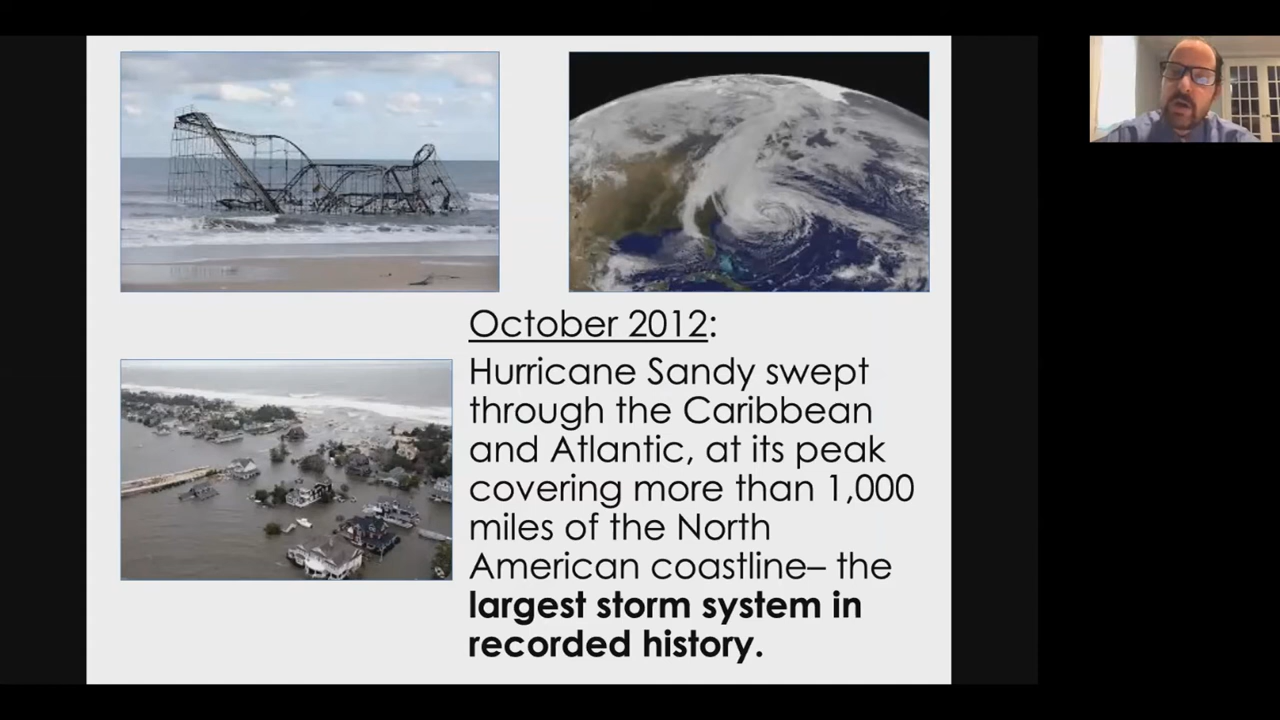 October 2012:
Hurricane Sandy swept
through the Caribbean
and Atlantic, at its peak
covering more than 1,000
miles of the North
American coastline– the
largest storm system in
recorded history.